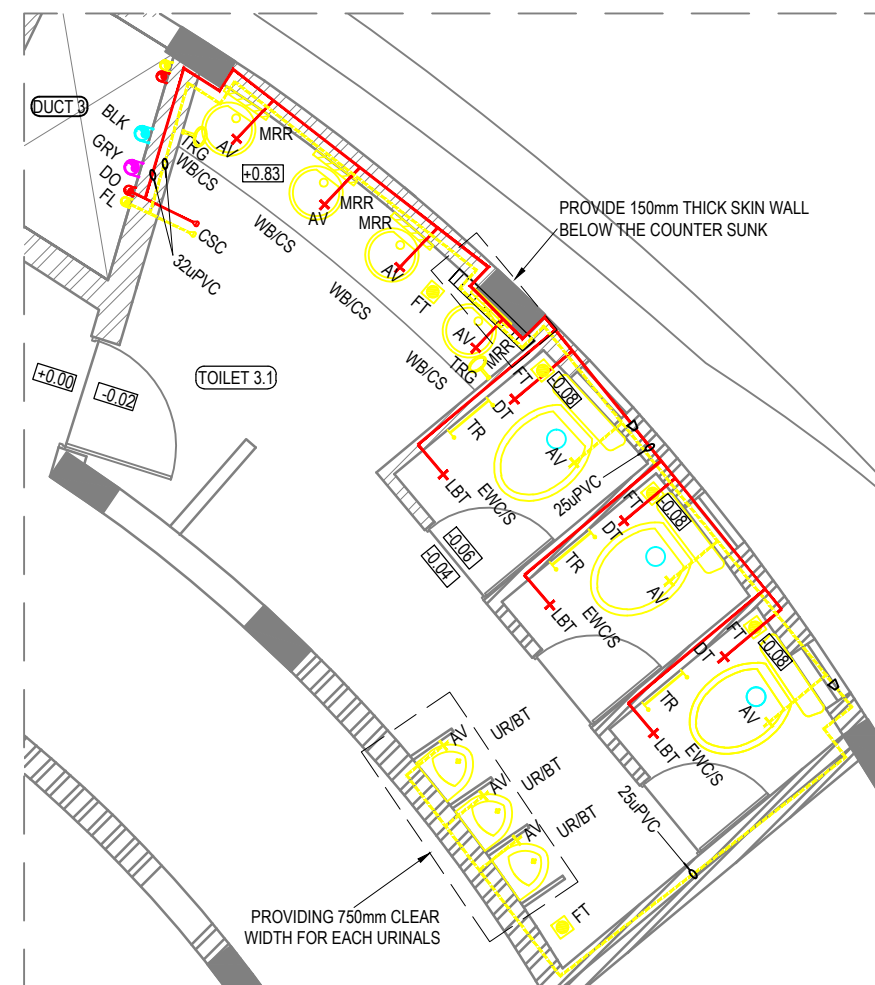 DUCT 3
BLK
GRY
DO
FL
TRG
WB/CS
AV
MRR
+0.83
AV
MRR
WB/CS
MRR
AV
WB/CS
FT
AV
MRR
WB/CS
TRG
CSC
32uPVC
PROVIDE 150mm THICK SKIN WALL
BELOW THE COUNTER SUNK
+0.00
-0.02
TOILET 3.1
FT
-0.08
DT
TR
AV
LBT
EWC/S
25uPVC
-0.06
-0.04
FT
-0.08
DT
TR
AV
LBT
EWC/S
FT
-0.08
DT
TR
AV
LBT
EWC/S
25uPVC
AV
UR/BT
AV
UR/BT
AV
UR/BT
FT
PROVIDING 750mm CLEAR
WIDTH FOR EACH URINALS